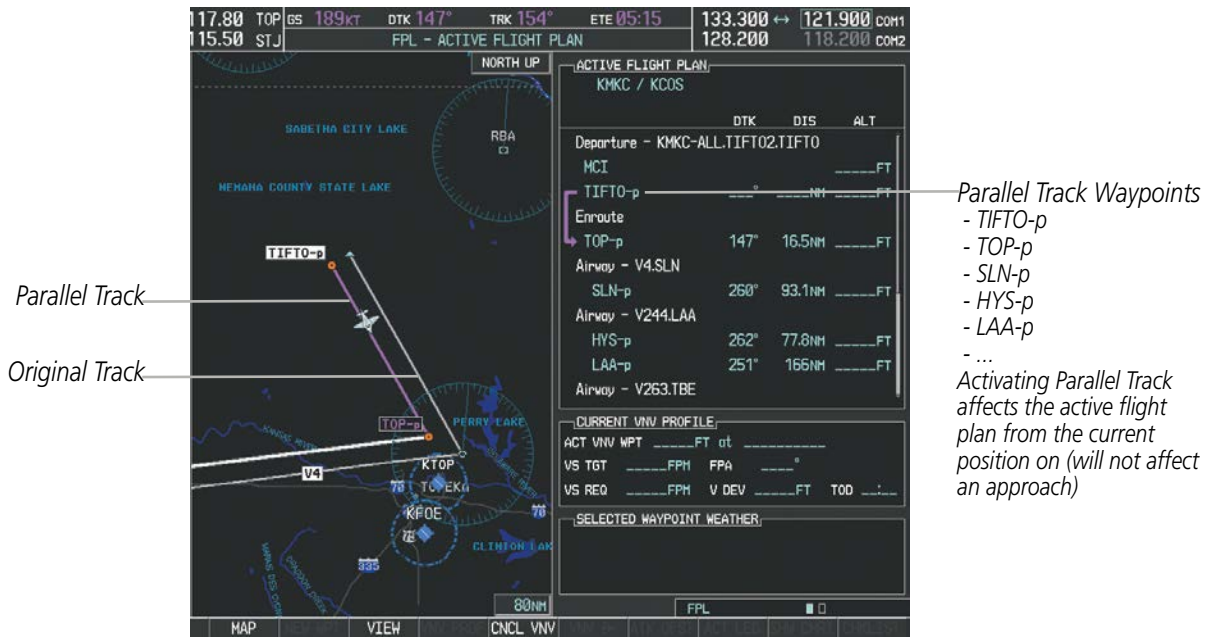 117.80 TOP GS 189KT DTK 147° TRK 154° ETE 05:15 133.300 ↔ 121.900 COM1
115.50 STJ FPL – ACTIVE FLIGHT PLAN 128.200 118.200 COM2
NORTH UP
SABETHA CITY LAKE
RBA
NEMAHA COUNTY STATE LAKE
TIFTO-p
TOP-p
PERRY LAKE
KANSAS RIVER
V4
KTOP
70
TOPEKA
KFOE
70
CLINTON LAK
335
80NM
ACTIVE FLIGHT PLAN
KMKC / KCOS
DTK DIS ALT
Departure – KMKC-ALL.TIFTO2.TIFTO
MCI _____FT
TIFTO-p ___° ____NM _____FT
Enroute
TOP-p 147° 16.5NM _____FT
Airway – V4.SLN
SLN-p 260° 93.1NM _____FT
Airway – V244.LAA
HYS-p 262° 77.8NM _____FT
LAA-p 251° 166NM _____FT
Airway – V263.TBE
CURRENT VNV PROFILE
ACT VNV WPT _____FT at __________
VS TGT _____FPM FPA ____°
VS REQ _____FPM V DEV _____FT TOD __:__
SELECTED WAYPOINT WEATHER
FPL
MAP VIEW CNCL VNV
Parallel Track
Original Track
Parallel Track Waypoints
- TIFTO-p
- TOP-p
- SLN-p
- HYS-p
- LAA-p
- ...
Activating Parallel Track
affects the active flight
plan from the current
position on (will not affect
an approach)